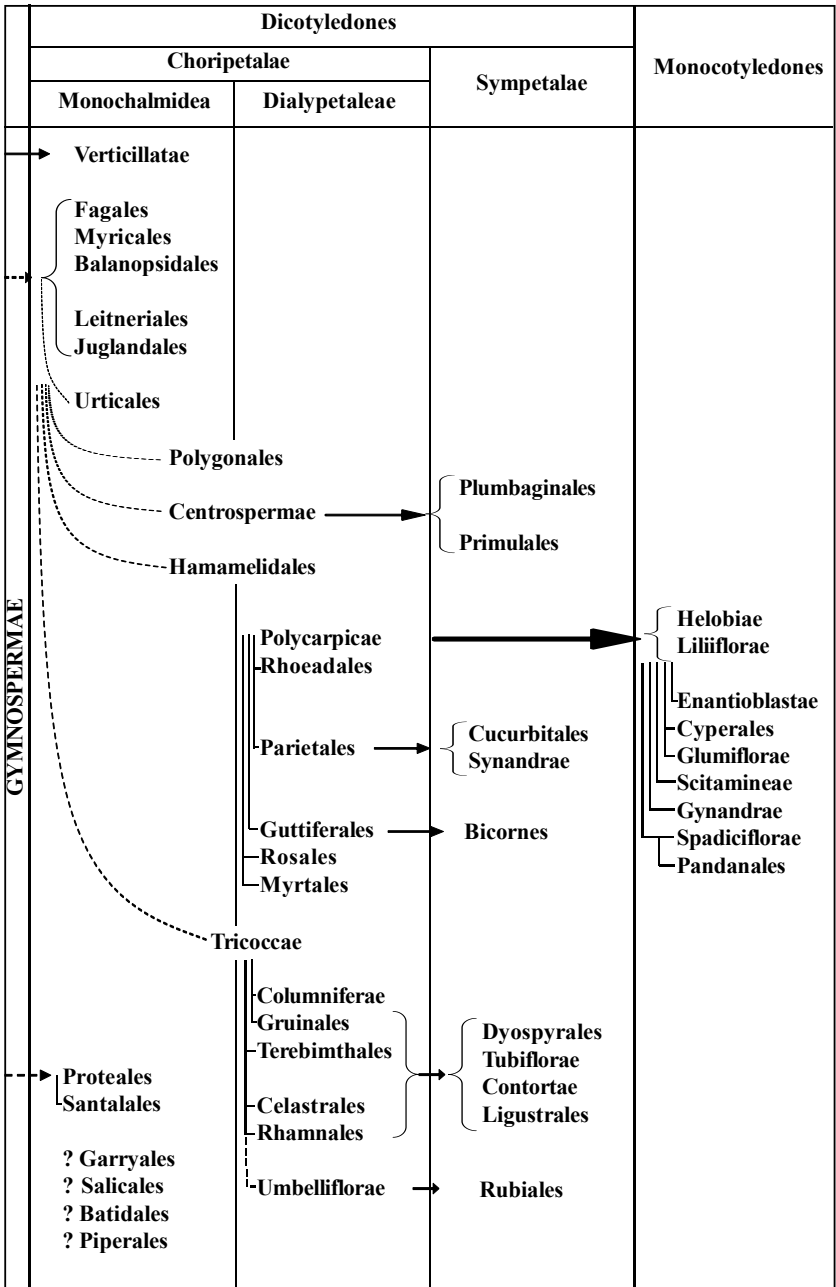 Dicotyledones
Choripetalae
Sympetalae
Monocotyledones
Monochalmidea
Dialypetaleae
GYMNOSPERMAE
Verticillatae
Fagales
Myricales
Balanopsidales
Leitneriales
Juglandales
Urticales
Polygonales
Centrospermae
Plumbaginales
Primulales
Hamamelidales
Polycarpicae
Rhoeadales
Helobiae
Liliiflorae
Enantioblastae
Cyperales
Glumiflorae
Scitamineae
Gynandrae
Spadiciflorae
Pandanales
Parietales
Cucurbitales
Synandrae
Guttiferales
Bicornes
Rosales
Myrtales
Tricoccae
Columniferae
Gruinales
Terebimthales
Celastrales
Rhamnales
Dyospyrales
Tubiflorae
Contortae
Ligustrales
Proteales
Santalales
? Garryales
? Salicales
? Batidales
? Piperales
Umbelliflorae
Rubiales